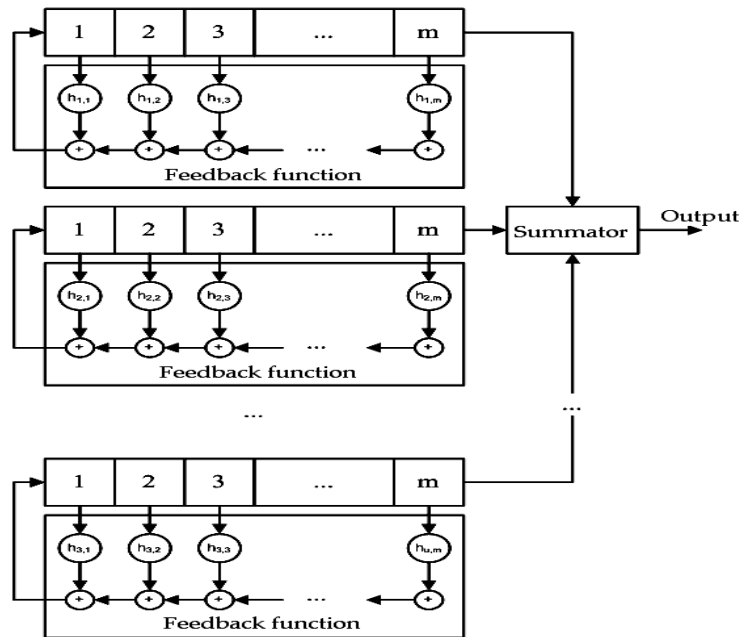 1 2 3 ... m
h1,1 h1,2 h1,3 h1,m
+ + + ... +
Feedback function
1 2 3 ... m
Summator
Output
h2,1 h2,2 h2,3 h2,m
+ + + ... +
Feedback function
...
...
1 2 3 ... m
h3,1 h3,2 h3,3 hu,m
+ + + ... +
Feedback function